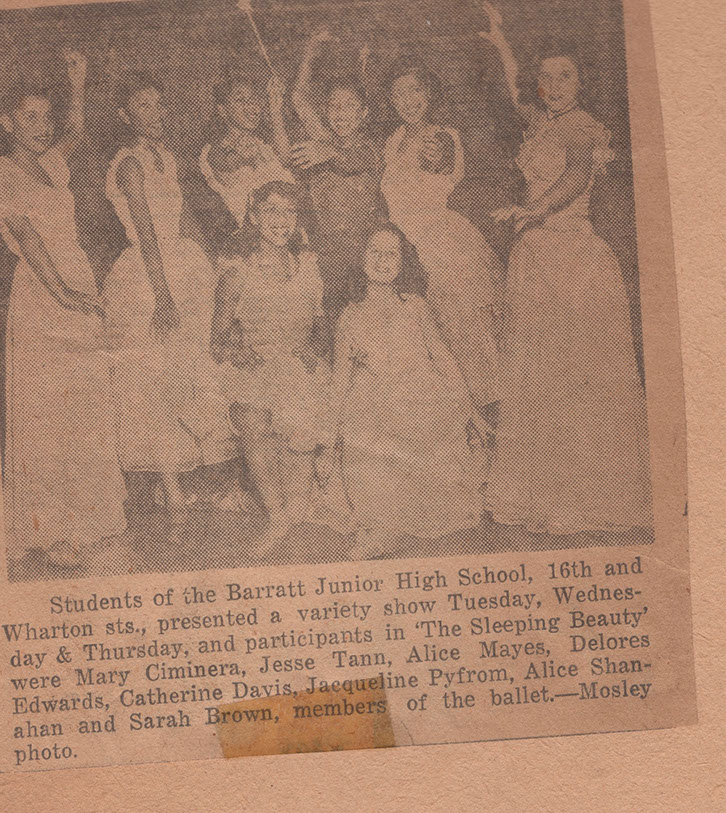 Students of the Barratt Junior High School, 16th and
Wharton sts., presented a variety show Tuesday, Wednes-
day & Thursday, and participants in 'The Sleeping Beauty'
were Mary Ciminera, Jesse Tann, Alice Mayes, Delores
Edwards, Catherine Davis, Jacqueline Pyfrom, Alice Shan-
ahan and Sarah Brown, members of the ballet.—Mosley
photo.